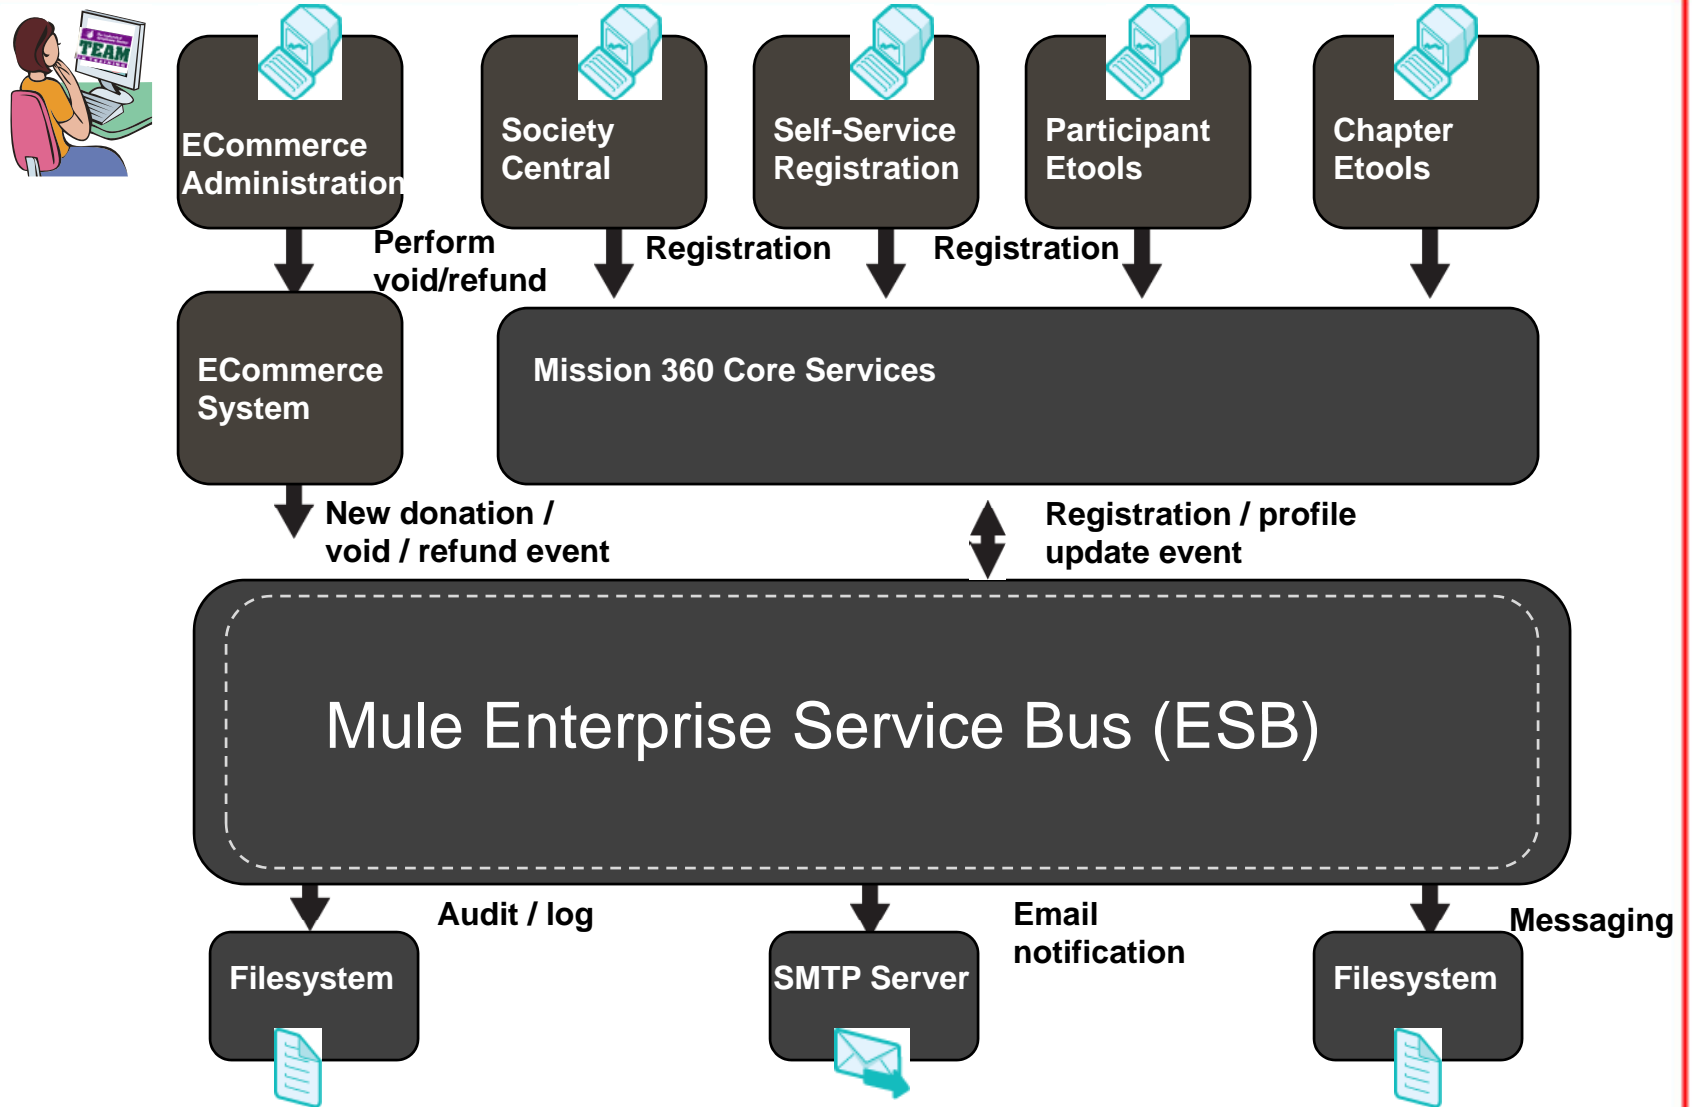 TEAM
ECommerce
Administration
Society
Central
Self-Service
Registration
Participant
Etools
Chapter
Etools
Perform
void/refund
Registration
Registration
ECommerce
System
Mission 360 Core Services
New donation /
void / refund event
Registration / profile
update event
Mule Enterprise Service Bus (ESB)
Audit / log
Email
notification
Messaging
Filesystem
SMTP Server
Filesystem